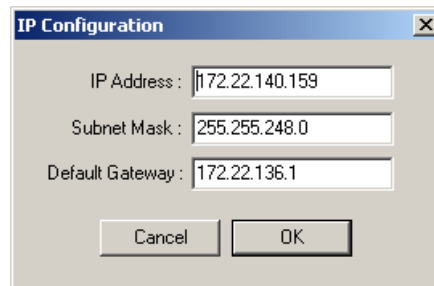 IP Configuration
IP Address : 172.22.140.159
Subnet Mask : 255.255.248.0
Default Gateway : 172.22.136.1
Cancel OK